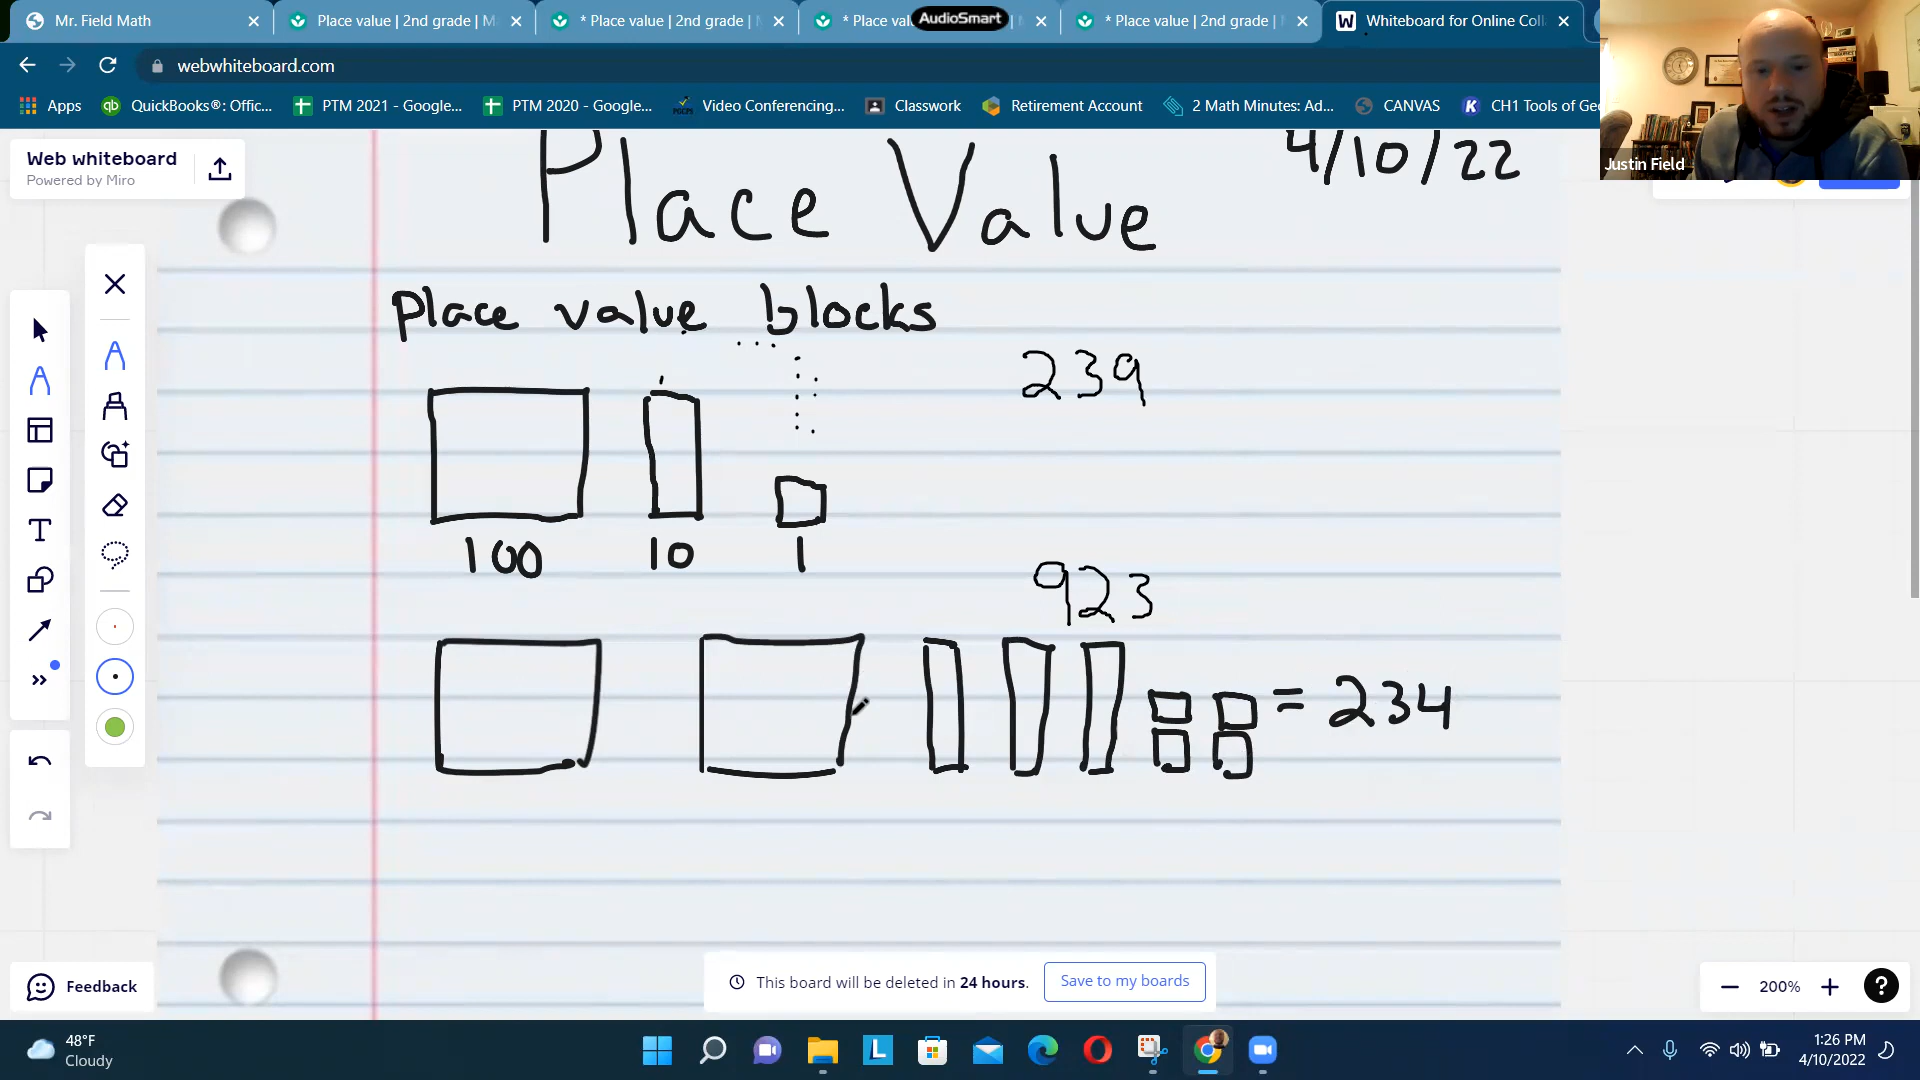 Mr. Field Math
Place value | 2nd grade | M
* Place value | 2nd grade | M
* Place val
AudioSmart
* Place value | 2nd grade |
Whiteboard for Online Coll
webwhiteboard.com
Apps
QuickBooks®: Offic...
PTM 2021 - Google...
PTM 2020 - Google...
Video Conferencing...
Classwork
Retirement Account
2 Math Minutes: Ad...
CANVAS
CH1 Tools of Geo
Justin Field
Web whiteboard
Powered by Miro
Place Value
4/10/22
place value blocks
239
100 10 1
923
= 234
Feedback
This board will be deleted in 24 hours.
Save to my boards
200%
48°F
Cloudy
1:26 PM
4/10/2022